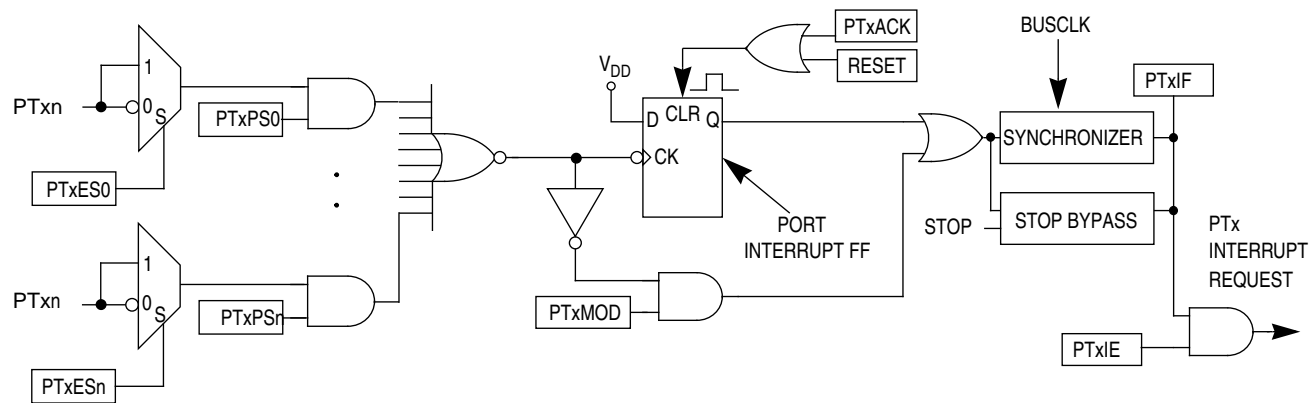 PTxn
1
0
S
PTxPS0
PTxES0
PTxn
1
0
S
PTxPSn
PTxESn
VDD
D
CLR
Q
CK
PTxACK
RESET
PORT
INTERRUPT FF
PTxMOD
BUSCLK
SYNCHRONIZER
STOP
STOP BYPASS
PTxIF
PTx
INTERRUPT
REQUEST
PTxIE